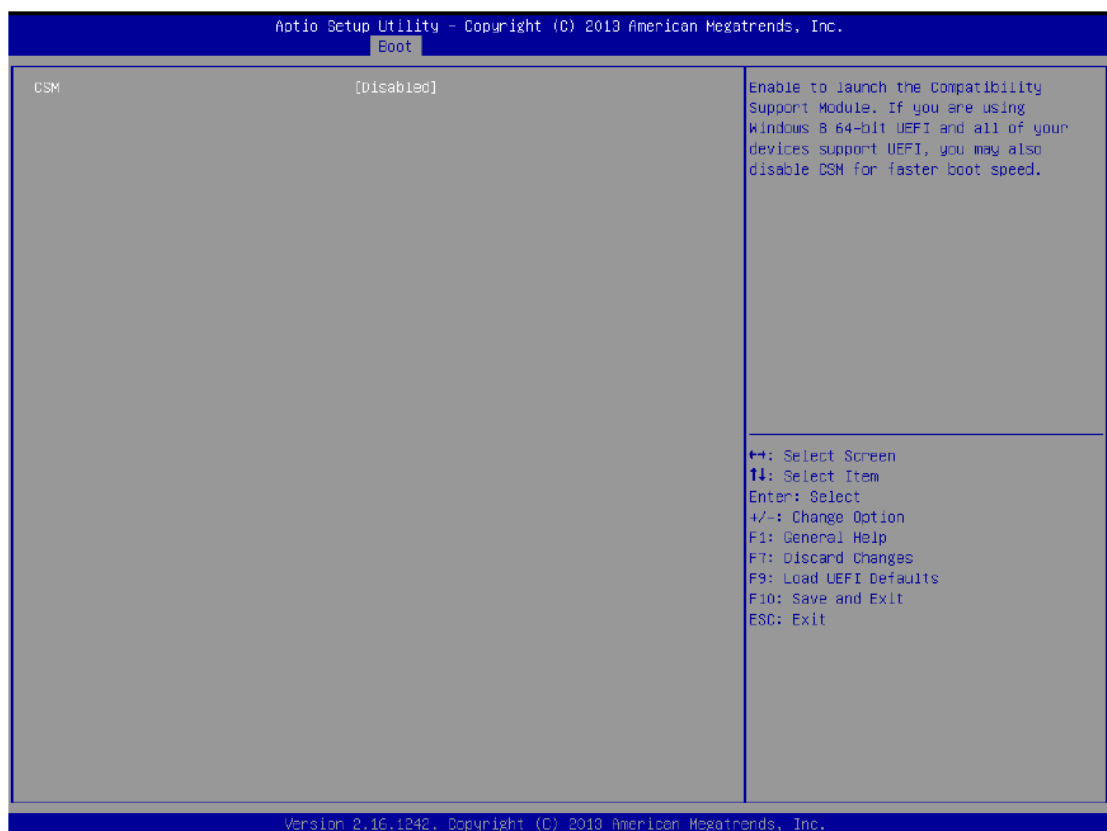 Aptio Setup Utility - Copyright (C) 2013 American Megatrends, Inc.
Boot
CSM [Disabled]
Enable to launch the Compatibility
Support Module. If you are using
Windows 8 64-bit UEFI and all of your
devices support UEFI, you may also
disable CSM for faster boot speed.
↔: Select Screen
↑↓: Select Item
Enter: Select
+/-: Change Option
F1: General Help
F7: Discard Changes
F9: Load UEFI Defaults
F10: Save and Exit
ESC: Exit
Version 2.16.1242. Copyright (C) 2013 American Megatrends, Inc.